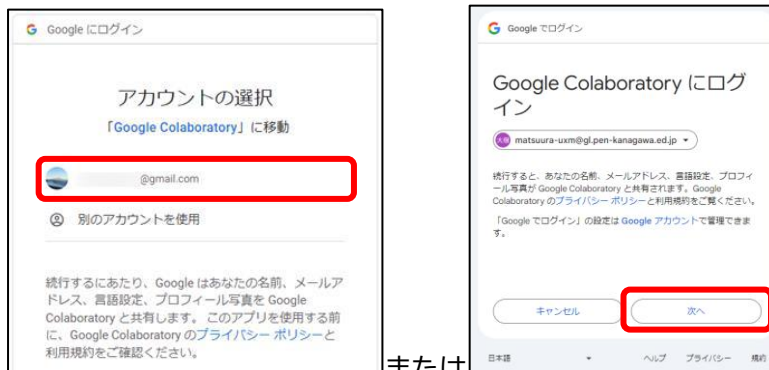 Google にログイン
アカウントの選択
「Google Colaboratory」に移動
@gmail.com
別のアカウントを使用
続行するにあたり、Google はあなたの名前、メールア
ドレス、言語設定、プロフィール写真を Google
Colaboratory と共有します。このアプリを使用する前
に、Google Colaboratory のプライバシー ポリシーと
利用規約をご確認ください。
または
Google でログイン
Google Colaboratory にログ
イン
matsuura-uxm@gl.pen-kanagawa.ed.jp
続行すると、あなたの名前、メールアドレス、言語設定、プロフィ
ール写真が Google Colaboratory と共有されます。Google
Colaboratory のプライバシー ポリシーと利用規約をご覧ください。
「Google でログイン」の設定は Google アカウントで管理できま
す。
キャンセル
次へ
日本語
ヘルプ プライバシー 規約